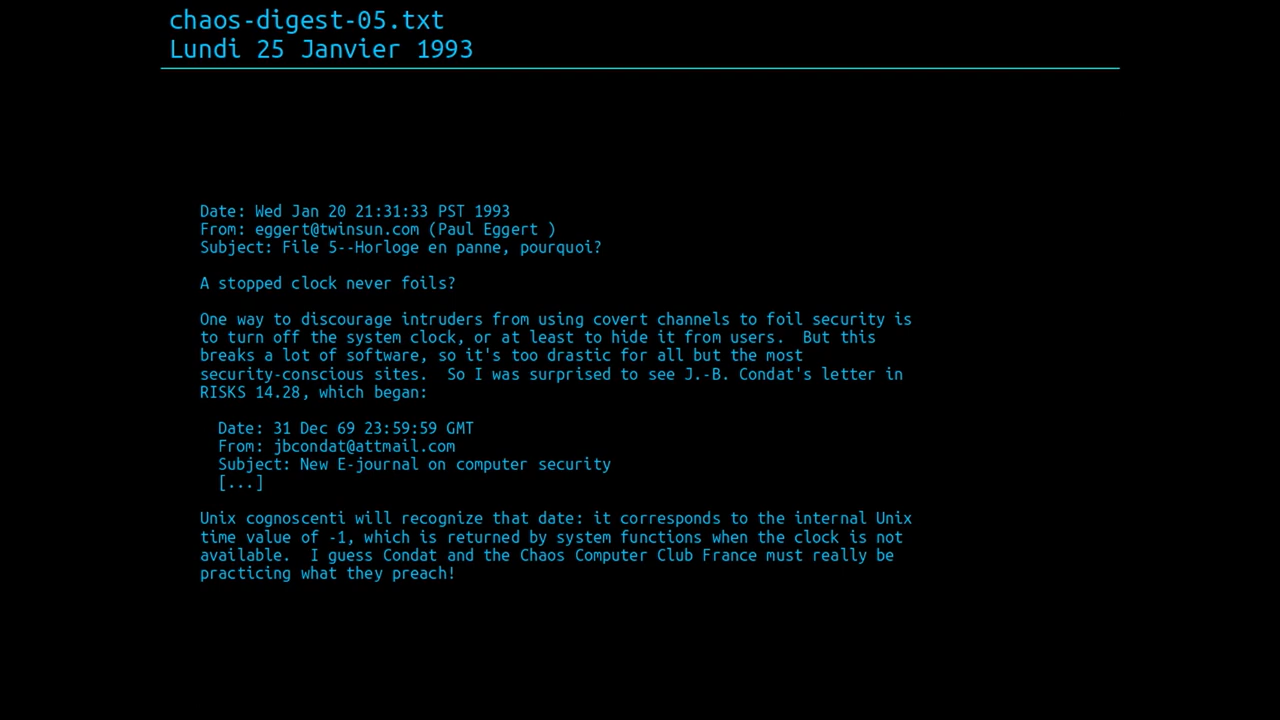 chaos-digest-05.txt
Lundi 25 Janvier 1993
Date: Wed Jan 20 21:31:33 PST 1993
From: eggert@twinsun.com (Paul Eggert )
Subject: File 5--Horloge en panne, pourquoi?
A stopped clock never foils?
One way to discourage intruders from using covert channels to foil security is
to turn off the system clock, or at least to hide it from users.  But this
breaks a lot of software, so it's too drastic for all but the most
security-conscious sites.  So I was surprised to see J.-B. Condat's letter in
RISKS 14.28, which began:
Date: 31 Dec 69 23:59:59 GMT
From: jbcondat@attmail.com
Subject: New E-journal on computer security
[...]
Unix cognoscenti will recognize that date: it corresponds to the internal Unix
time value of -1, which is returned by system functions when the clock is not
available.  I guess Condat and the Chaos Computer Club France must really be
practicing what they preach!